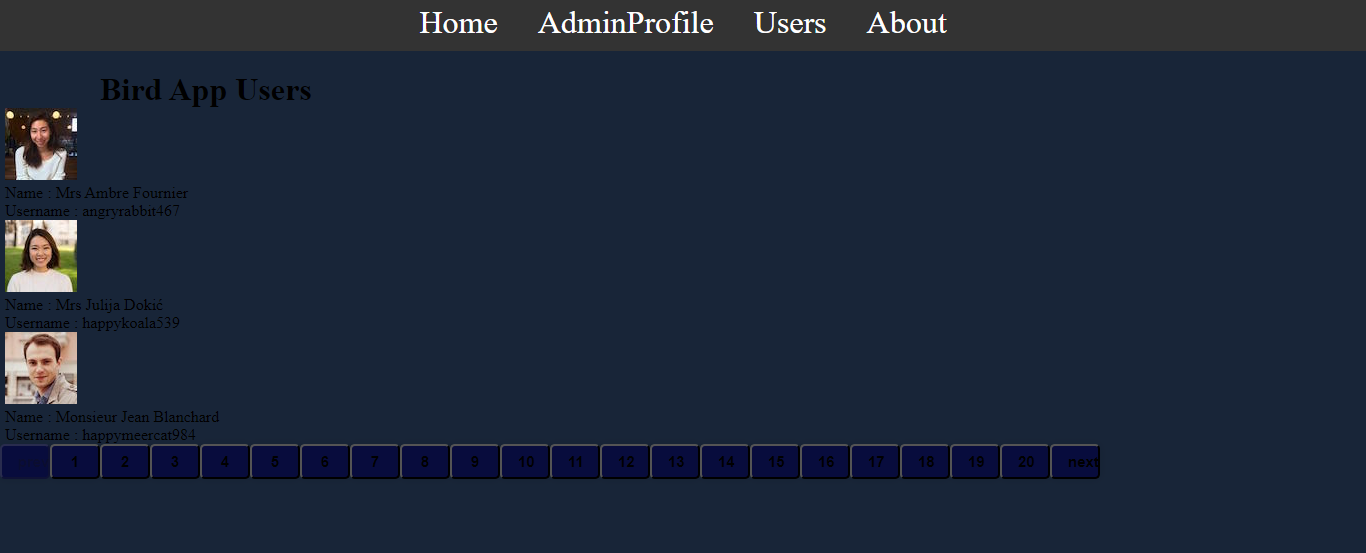 Home AdminProfile Users About
Bird App Users
Name : Mrs Ambre Fournier
Username : angryrabbit467
Name : Mrs Julija Dokić
Username : happykoala539
Name : Monsieur Jean Blanchard
Username : happymeercat984
1 2 3 4 5 6 7 8 9 10 11 12 13 14 15 16 17 18 19 20 next